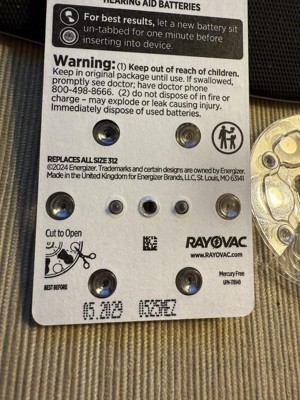 HEARING AID BATTERIES
For best results, let a new battery sit
un-tabbed for one minute before
inserting into device.
Warning: (1) Keep out of reach of children.
Keep in original package until use. If swallowed,
promptly see doctor; have doctor phone
800-498-8666. (2) do not dispose of in fire or
charge – may explode or leak causing injury.
Immediately dispose of used batteries.
REPLACES ALL SIZE 312
©2024 Energizer. Trademarks and certain designs are owned by Energizer.
Made in the United Kingdom for Energizer Brands, LLC, St. Louis, MO 63141
Cut to Open
RAYOVAC
www.RAYOVAC.com
BEST BEFORE
Mercury Free
05.2029 0525MEZ